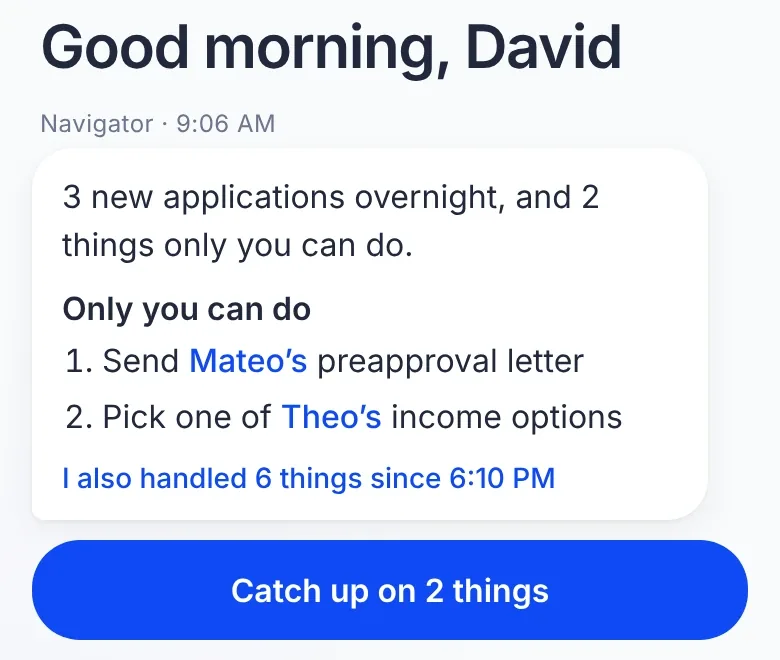 Good morning, David
Navigator · 9:06 AM
3 new applications overnight, and 2
things only you can do.
Only you can do
1. Send Mateo’s preapproval letter
2. Pick one of Theo’s income options
I also handled 6 things since 6:10 PM
Catch up on 2 things